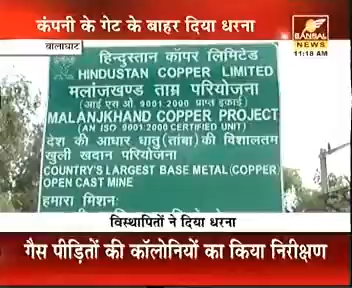 कंपनी के गेट के बाहर दिया धरना
BANSAL
NEWS
11:18 AM
बालाघाट
हिन्दुस्तान कॉपर लिमिटेड
HINDUSTAN COPPER LIMITED
मलांजखण्ड ताम्र परियोजना
(आई एस ओ 9001:2000 प्राप्त इकाई)
MALANJKHAND COPPER PROJECT
(AN ISO 9001:2000 CERTIFIED UNIT)
देश की आधार धातु (तांबा) की विशालतम
खुली खदान परियोजना
COUNTRY'S LARGEST BASE METAL (COPPER)
OPEN CAST MINE
हमारा मिशन:
विस्थापितों ने दिया धरना
गैस पीड़ितों की कॉलोनियों का किया निरीक्षण